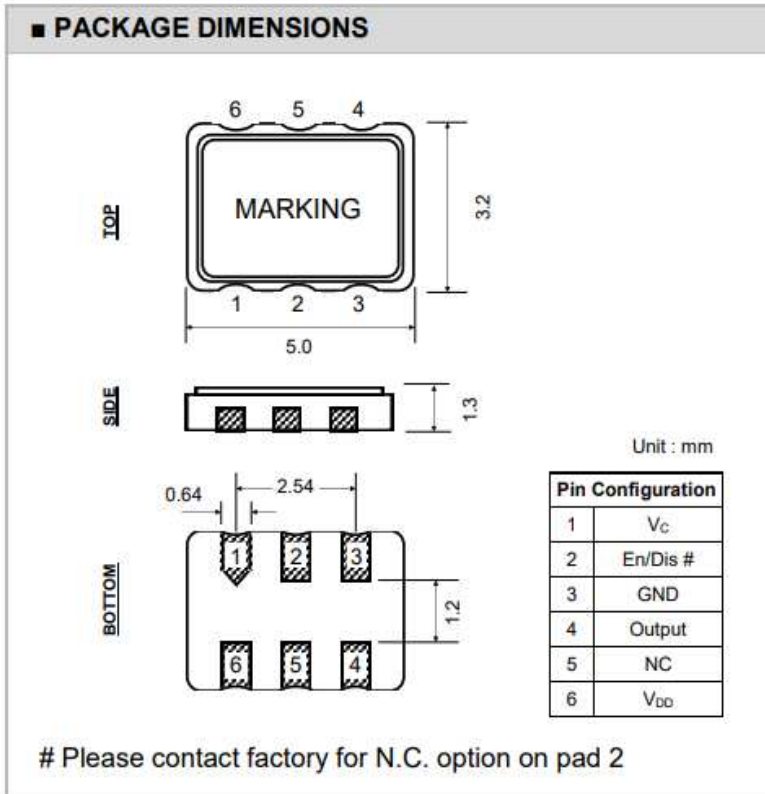 ■ PACKAGE DIMENSIONS
6 5 4
TOP
MARKING
3.2
1 2 3
5.0
SIDE
1.3
Unit : mm
0.64
2.54
BOTTOM
1 2 3
1.2
6 5 4
Pin Configuration
1 VC
2 En/Dis #
3 GND
4 Output
5 NC
6 VDD
# Please contact factory for N.C. option on pad 2